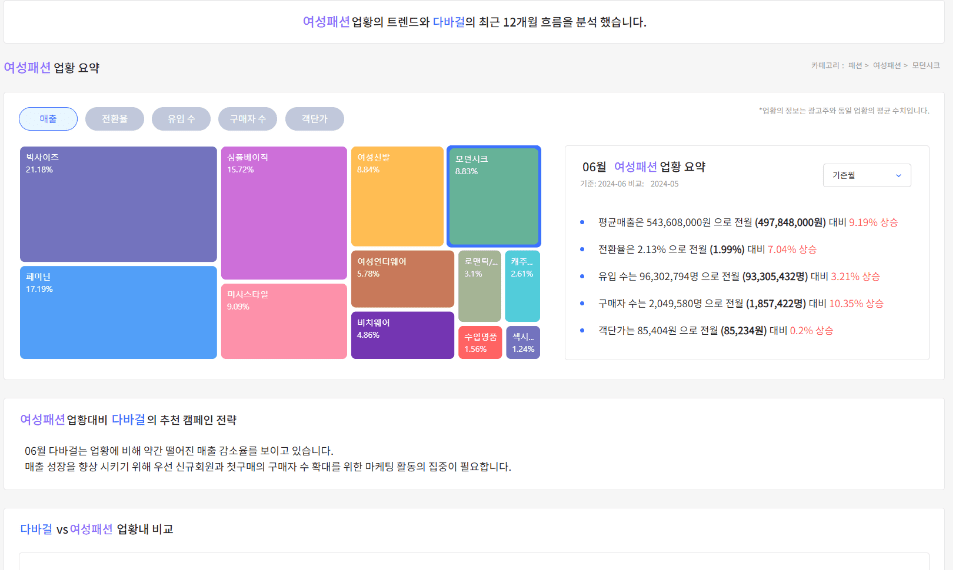 여성패션 업황의 트렌드와 다바걸의 최근 12개월 흐름을 분석 했습니다.
여성패션 업황 요약
카테고리 : 패션 > 여성패션 > 모던시크
매출
전환율
유입 수
구매자 수
객단가
*업황의 정보는 광고주와 동일 업황의 평균 수치입니다.
빅사이즈
21.18%
심플베이직
15.72%
여성신발
8.84%
모던시크
8.83%
페미닌
17.19%
미시스타일
9.09%
여성언더웨어
5.78%
비치웨어
4.86%
로맨틱/...
3.1%
캐주...
2.61%
수입명품
1.56%
섹시...
1.24%
06월 여성패션 업황 요약
기준: 2024-06 비교: 2024-05
기준월
평균매출은 543,608,000원 으로 전월 (497,848,000원) 대비 9.19% 상승
전환율은 2.13% 으로 전월 (1.99%) 대비 7.04% 상승
유입 수는 96,302,794명 으로 전월 (93,305,432명) 대비 3.21% 상승
구매자 수는 2,049,580명 으로 전월 (1,857,422명) 대비 10.35% 상승
객단가는 85,404원 으로 전월 (85,234원) 대비 0.2% 상승
여성패션 업황대비 다바걸 의 추천 캠페인 전략
06월 다바걸는 업황에 비해 약간 떨어진 매출 감소율를 보이고 있습니다.
매출 성장을 향상 시키기 위해 우선 신규회원과 첫구매의 구매자 수 확대를 위한 마케팅 활동의 집중이 필요합니다.
다바걸 vs 여성패션 업황내 비교